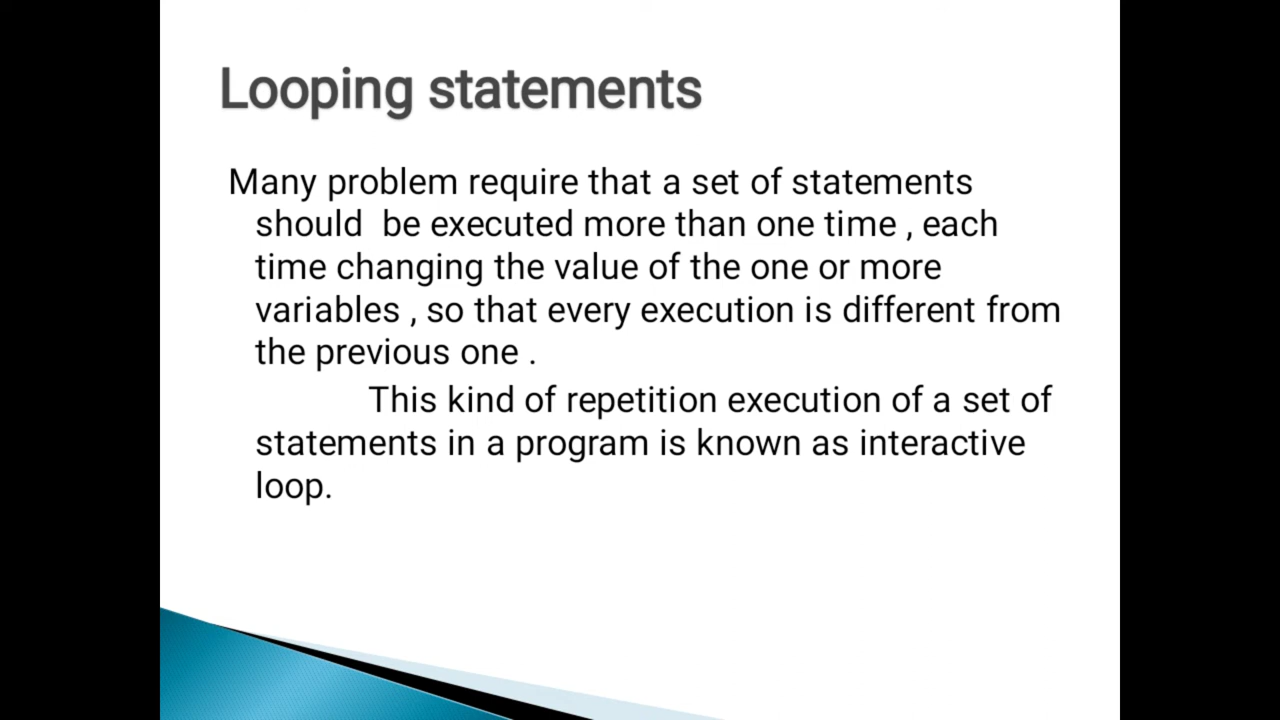 Looping statements
Many problem require that a set of statements
should  be executed more than one time , each
time changing the value of the one or more
variables , so that every execution is different from
the previous one .
This kind of repetition execution of a set of
statements in a program is known as interactive
loop.